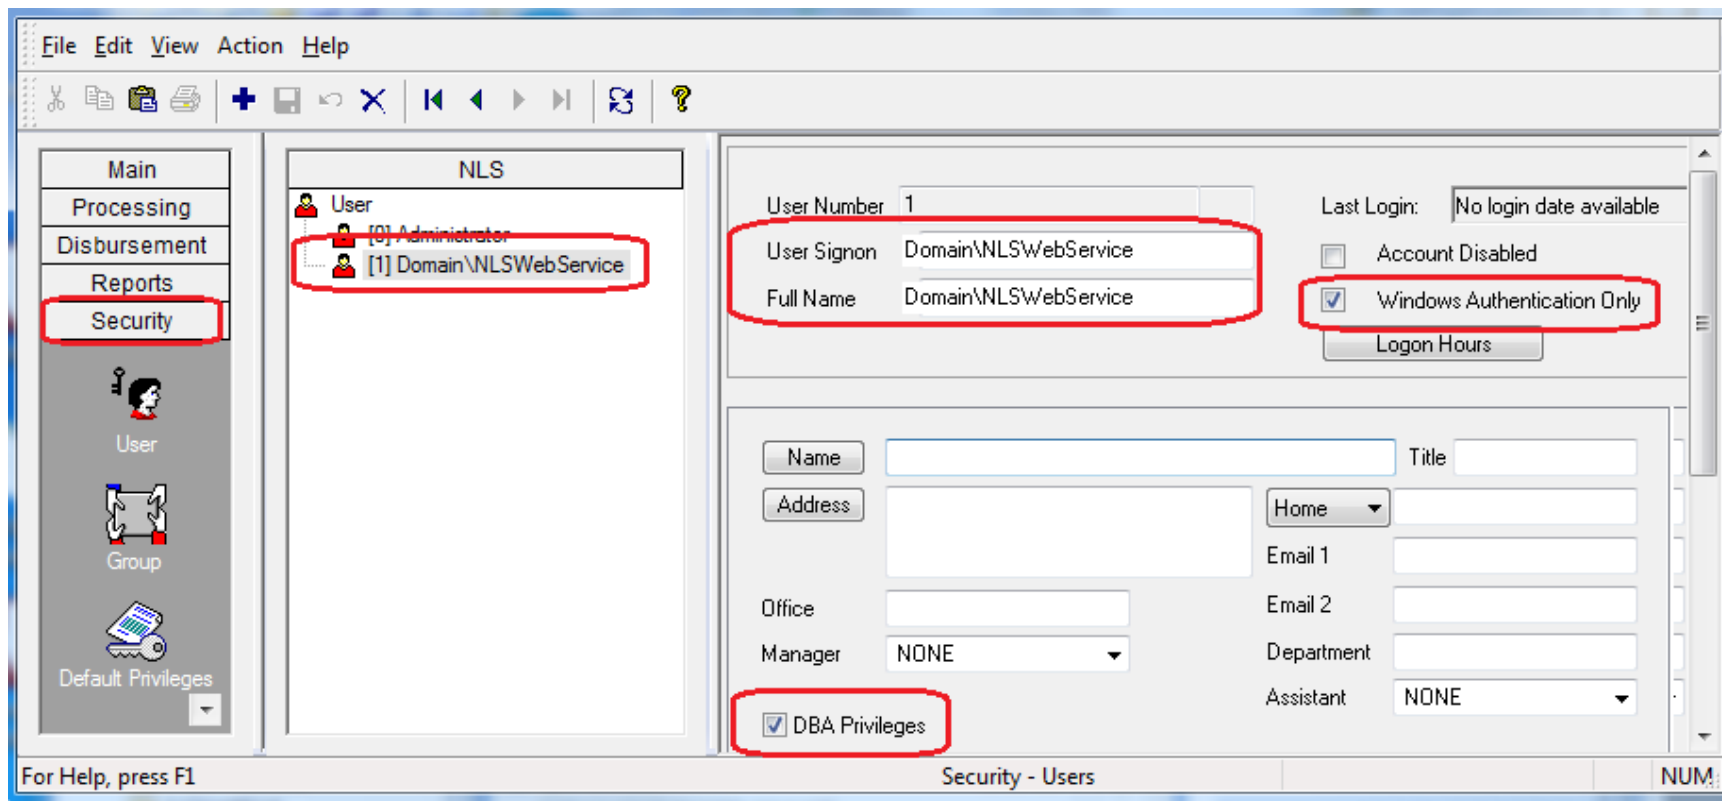 File Edit View Action Help
Main
Processing
Disbursement
Reports
Security
User
Group
Default Privileges
NLS
User
[0] Administrator
[1] Domain\NLSWebService
User Number 1
User Signon Domain\NLSWebService
Full Name Domain\NLSWebService
Last Login: No login date available
Account Disabled
Windows Authentication Only
Logon Hours
Name
Title
Address
Home
Email 1
Office
Email 2
Manager NONE
Department
Assistant NONE
DBA Privileges
For Help, press F1
Security - Users
NUM